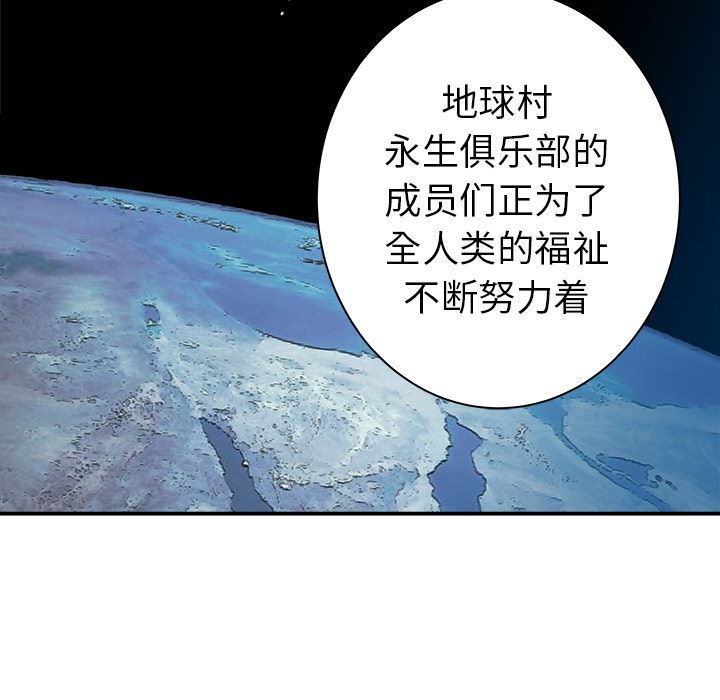 地球村
永生俱乐部的
成员们正为了
全人类的福祉
不断努力着